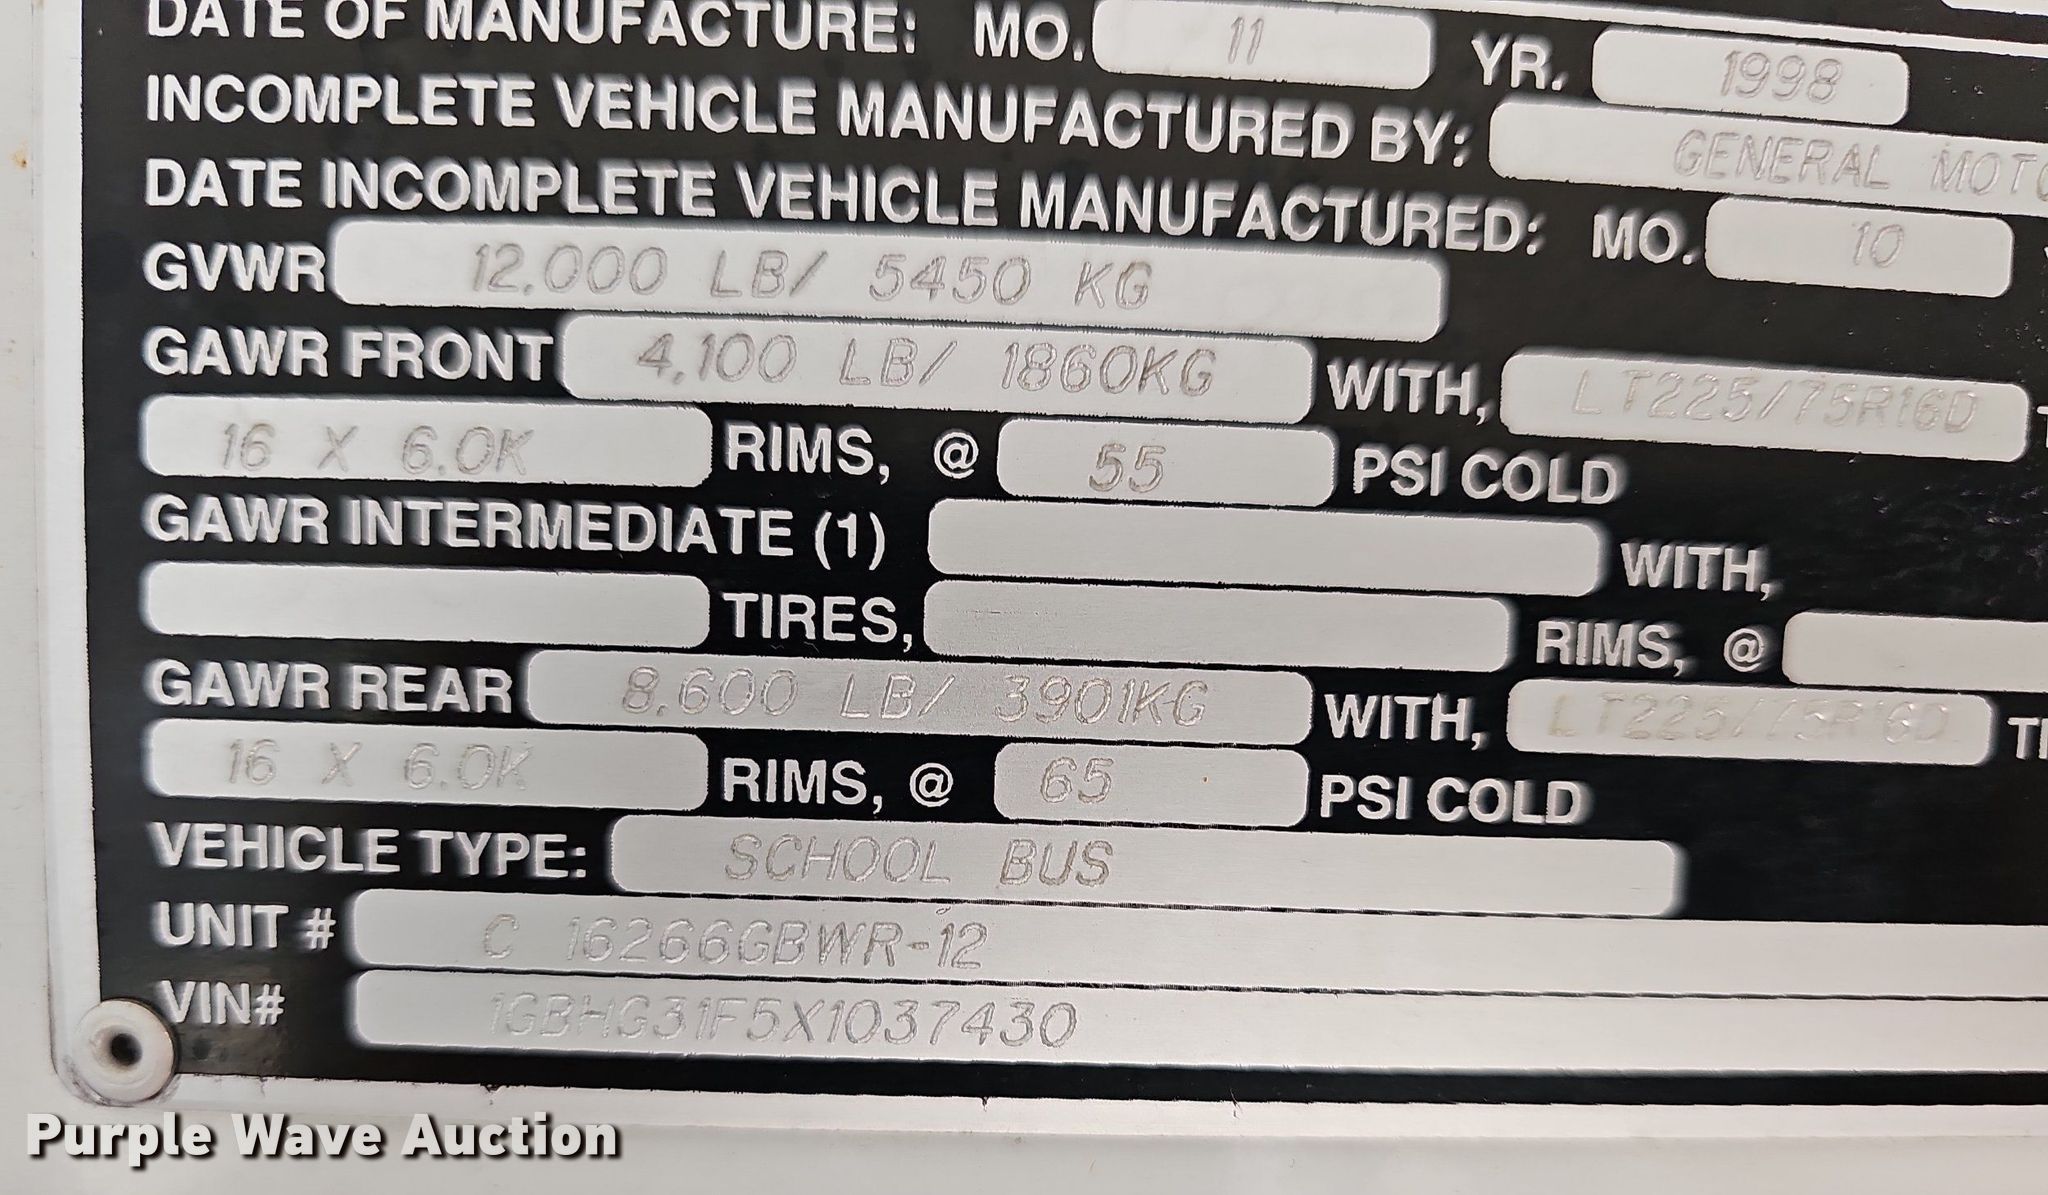 DATE OF MANUFACTURE: MO. 11 YR. 1998
INCOMPLETE VEHICLE MANUFACTURED BY: GENERAL MOTO
DATE INCOMPLETE VEHICLE MANUFACTURED: MO. 10
GVWR 12,000 LB/ 5450 KG
GAWR FRONT 4,100 LB/ 1860KG WITH, LT225/75R16D
16 X 6.0K RIMS, @ 55 PSI COLD
GAWR INTERMEDIATE (1) WITH,
TIRES, RIMS, @
GAWR REAR 8,600 LB/ 3901KG WITH, LT225/75R16D TI
16 X 6.0K RIMS, @ 65 PSI COLD
VEHICLE TYPE: SCHOOL BUS
UNIT # C 16266GBWR-12
VIN# 1GBHG31F5X1037430
Purple Wave Auction